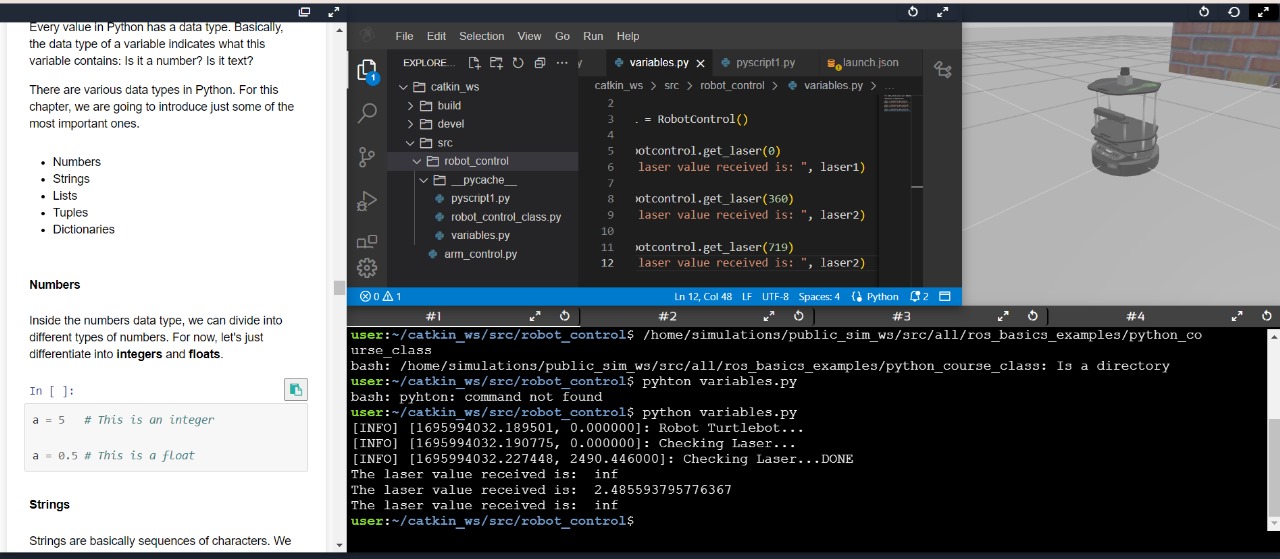 Every value in Python has a data type. Basically,
the data type of a variable indicates what this
variable contains: Is it a number? Is it text?
There are various data types in Python. For this
chapter, we are going to introduce just some of the
most important ones.
• Numbers
• Strings
• Lists
• Tuples
• Dictionaries
Numbers
Inside the numbers data type, we can divide into
different types of numbers. For now, let's just
differentiate into integers and floats.
In [ ]:
a = 5 # This is an integer
a = 0.5 # This is a float
Strings
Strings are basically sequences of characters. We
File Edit Selection View Go Run Help
1
EXPLORE...
catkin_ws
build
devel
src
robot_control
__pycache__
pyscript1.py
robot_control_class.py
variables.py
arm_control.py
variables.py pyscript1.py launch.json
catkin_ws > src > robot_control > variables.py > ...
2
3 . = RobotControl()
4
5 otcontrol.get_laser(0)
6 laser value received is: ", laser1)
7
8 otcontrol.get_laser(360)
9 laser value received is: ", laser2)
10
11 otcontrol.get_laser(719)
12 laser value received is: ", laser2)
0 1 Ln 12, Col 48 LF UTF-8 Spaces: 4 Python 2
#1 #2 #3 #4
user:~/catkin_ws/src/robot_control$ /home/simulations/public_sim_ws/src/all/ros_basics_examples/python_co
urse_class
bash: /home/simulations/public_sim_ws/src/all/ros_basics_examples/python_course_class: Is a directory
user:~/catkin_ws/src/robot_control$ pyhton variables.py
bash: pyhton: command not found
user:~/catkin_ws/src/robot_control$ python variables.py
[INFO] [1695994032.189501, 0.000000]: Robot Turtlebot...
[INFO] [1695994032.190775, 0.000000]: Checking Laser...
[INFO] [1695994032.227448, 2490.446000]: Checking Laser...DONE
The laser value received is: inf
The laser value received is: 2.485593795776367
The laser value received is: inf
user:~/catkin_ws/src/robot_control$